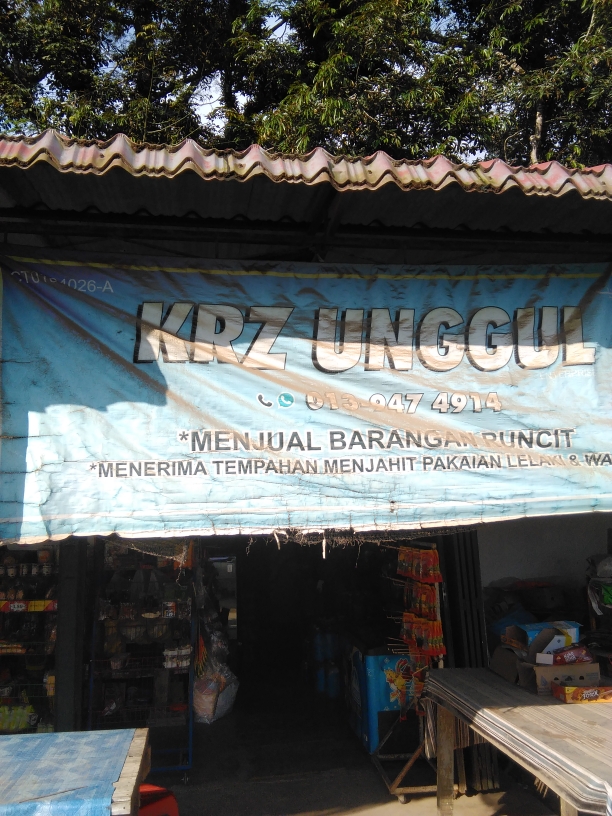 KRZ UNGGUL
013-947 4914
*MENJUAL BARANGAN RUNCIT
*MENERIMA TEMPAHAN MENJAHIT PAKAIAN LELAKI & WA